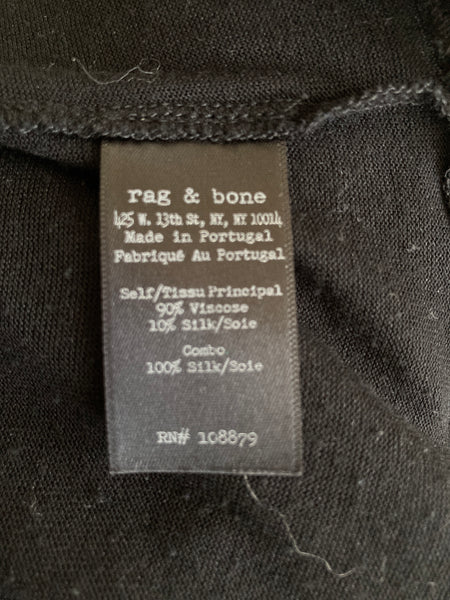 rag & bone
425 W. 13th St, NY, NY 10014
Made in Portugal
Fabriqué Au Portugal
Self/Tissu Principal
90% Viscose
10% Silk/Soie
Combo
100% Silk/Soie
RN# 108879